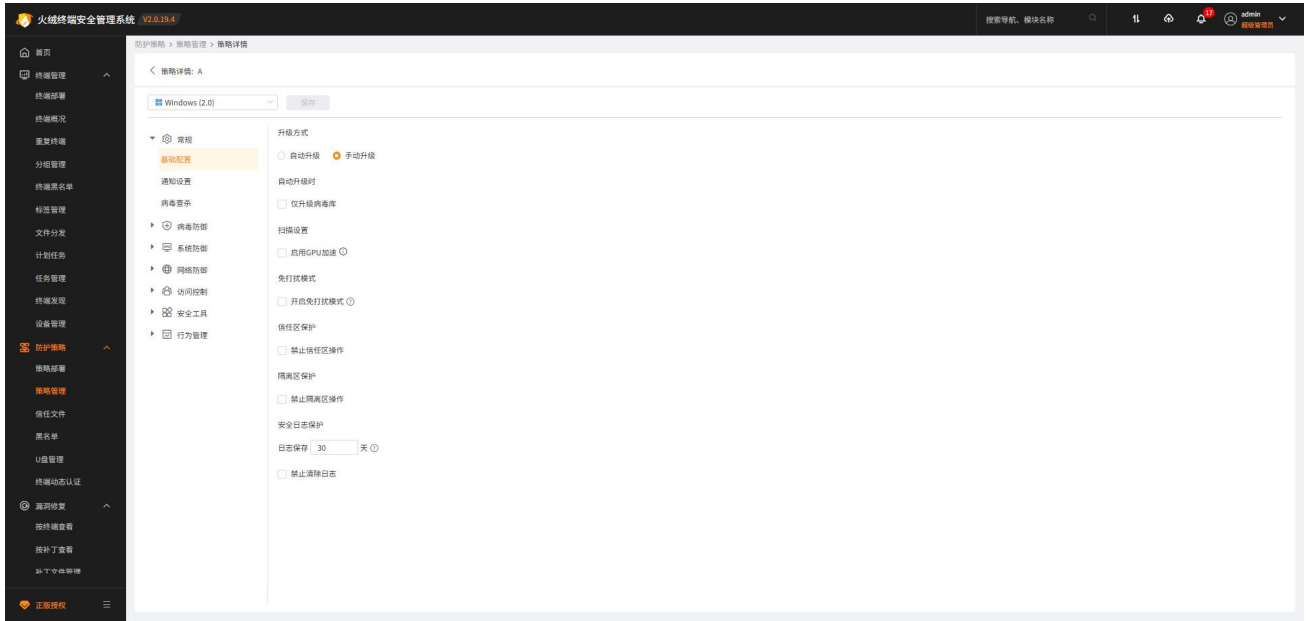 火绒终端安全管理系统 V2.0.19.4
搜索导航、模块名称
17
admin
超级管理员
首页
终端管理
终端部署
终端概况
重复终端
分组管理
终端黑名单
标签管理
文件分发
计划任务
任务管理
终端发现
设备管理
防护策略
策略部署
策略管理
信任文件
黑名单
U盘管理
终端动态认证
漏洞修复
按终端查看
按补丁查看
补丁文件管理
正版授权
防护策略 > 策略管理 > 策略详情
策略详情: A
Windows (2.0)
保存
常规
基础配置
通知设置
病毒查杀
病毒防御
系统防御
网络防御
访问控制
安全工具
行为管理
升级方式
自动升级 手动升级
自动升级时
仅升级病毒库
扫描设置
启用GPU加速
免打扰模式
开启免打扰模式
信任区保护
禁止信任区操作
隔离区保护
禁止隔离区操作
安全日志保护
日志保存 30 天
禁止清除日志